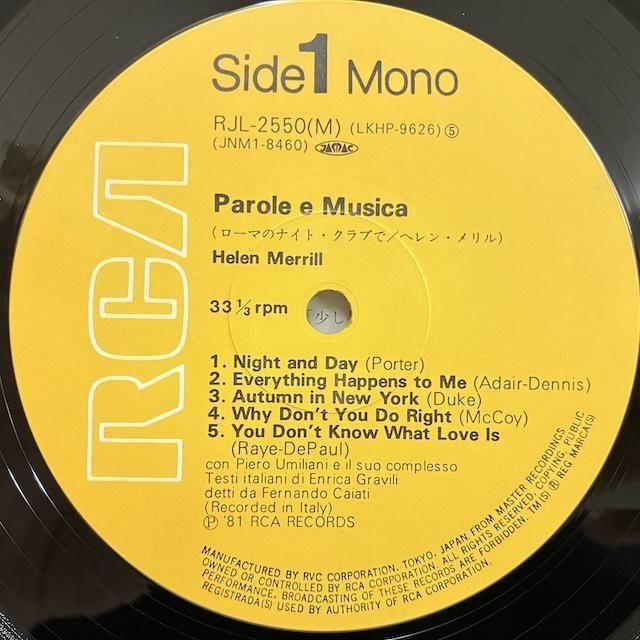 Side 1 Mono
RJL-2550(M) (LKHP-9626) ⑤
(JNM1-8460) JASRAC
RCA
Parole e Musica
(ローマのナイト・クラブで/ヘレン・メリル)
Helen Merrill
33 1/3 rpm
「少し
1. Night and Day (Porter)
2. Everything Happens to Me (Adair-Dennis)
3. Autumn in New York (Duke)
4. Why Don't You Do Right (McCoy)
5. You Don't Know What Love Is
(Raye-DePaul)
con Piero Umiliani e il suo complesso
Testi italiani di Enrica Gravili
detti da Fernando Caiati
(Recorded in Italy)
Ⓟ '81 RCA RECORDS
MANUFACTURED BY RVC CORPORATION, TOKYO, JAPAN, FROM MASTER RECORDINGS
OWNED OR CONTROLLED BY RCA CORPORATION. ALL RIGHTS RESERVED. COPYING, PUBLIC
PERFORMANCE, BROADCASTING OF THESE RECORDS ARE FORBIDDEN. TM(S) ® REG MARCA(S)
REGISTRADA(S) USED BY AUTHORITY OF RCA CORPORATION.